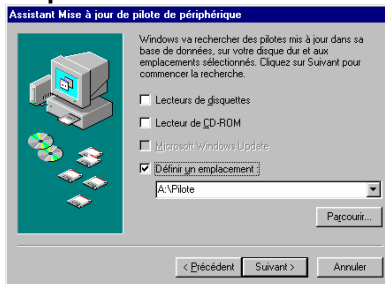 Assistant Mise à jour de pilote de périphérique
Windows va rechercher des pilotes mis à jour dans sa
base de données, sur votre disque dur et aux
emplacements sélectionnés. Cliquez sur Suivant pour
commencer la recherche.
Lecteurs de disquettes
Lecteur de CD-ROM
Microsoft Windows Update
Définir un emplacement :
A:\Pilote
Parcourir...
< Précédent
Suivant >
Annuler